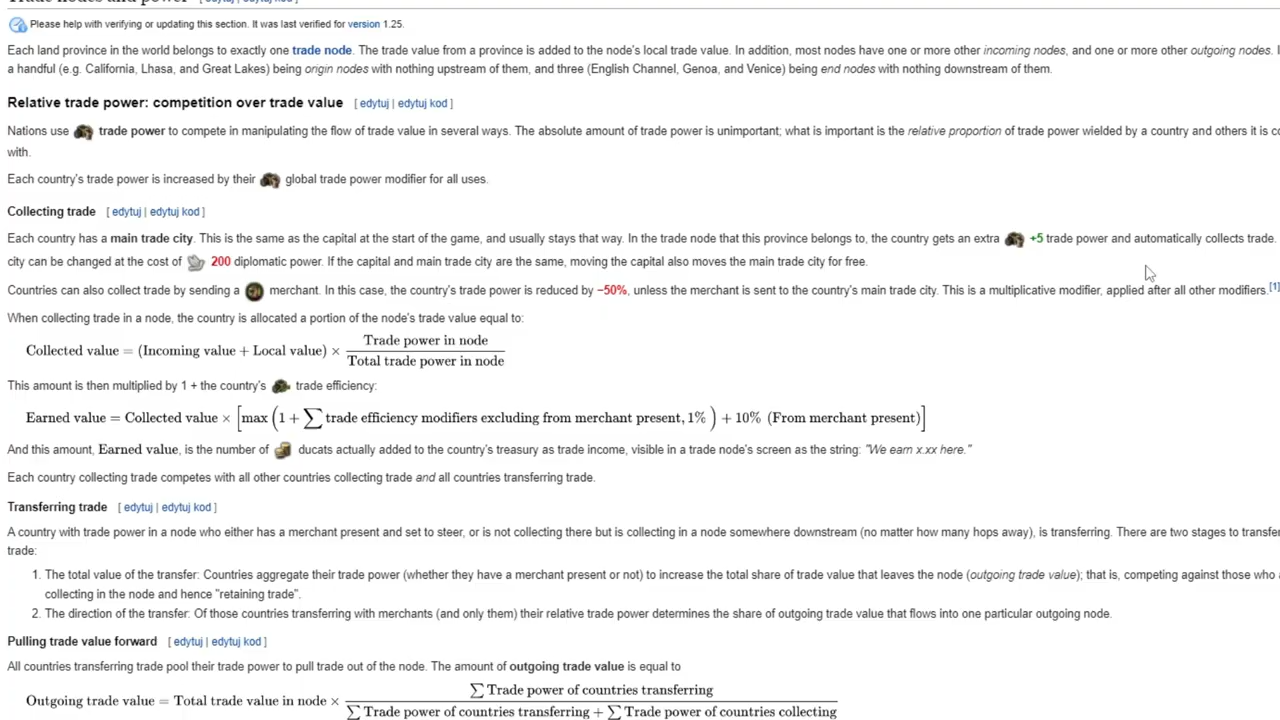 Trade nodes and power [ edytuj | edytuj kod ]
Please help with verifying or updating this section. It was last verified for version 1.25.
Each land province in the world belongs to exactly one trade node. The trade value from a province is added to the node's local trade value. In addition, most nodes have one or more other incoming nodes, and one or more other outgoing nodes.
a handful (e.g. California, Lhasa, and Great Lakes) being origin nodes with nothing upstream of them, and three (English Channel, Genoa, and Venice) being end nodes with nothing downstream of them.
Relative trade power: competition over trade value [ edytuj | edytuj kod ]
Nations use trade power to compete in manipulating the flow of trade value in several ways. The absolute amount of trade power is unimportant; what is important is the relative proportion of trade power wielded by a country and others it is co
with.
Each country's trade power is increased by their global trade power modifier for all uses.
Collecting trade [ edytuj | edytuj kod ]
Each country has a main trade city. This is the same as the capital at the start of the game, and usually stays that way. In the trade node that this province belongs to, the country gets an extra +5 trade power and automatically collects trade.
city can be changed at the cost of 200 diplomatic power. If the capital and main trade city are the same, moving the capital also moves the main trade city for free.
Countries can also collect trade by sending a merchant. In this case, the country's trade power is reduced by −50%, unless the merchant is sent to the country's main trade city. This is a multiplicative modifier, applied after all other modifiers.[1]
When collecting trade in a node, the country is allocated a portion of the node's trade value equal to:
Collected value = (Incoming value + Local value) × Trade power in node / Total trade power in node
This amount is then multiplied by 1 + the country's trade efficiency:
Earned value = Collected value × [max (1 + ∑ trade efficiency modifiers excluding from merchant present, 1%) + 10% (From merchant present)]
And this amount, Earned value, is the number of ducats actually added to the country's treasury as trade income, visible in a trade node's screen as the string: "We earn x.xx here."
Each country collecting trade competes with all other countries collecting trade and all countries transferring trade.
Transferring trade [ edytuj | edytuj kod ]
A country with trade power in a node who either has a merchant present and set to steer, or is not collecting there but is collecting in a node somewhere downstream (no matter how many hops away), is transferring. There are two stages to transfer
trade:
1. The total value of the transfer: Countries aggregate their trade power (whether they have a merchant present or not) to increase the total share of trade value that leaves the node (outgoing trade value); that is, competing against those who a
collecting in the node and hence "retaining trade".
2. The direction of the transfer: Of those countries transferring with merchants (and only them) their relative trade power determines the share of outgoing trade value that flows into one particular outgoing node.
Pulling trade value forward [ edytuj | edytuj kod ]
All countries transferring trade pool their trade power to pull trade out of the node. The amount of outgoing trade value is equal to
Outgoing trade value = Total trade value in node × ∑ Trade power of countries transferring / ∑ Trade power of countries transferring + ∑ Trade power of countries collecting